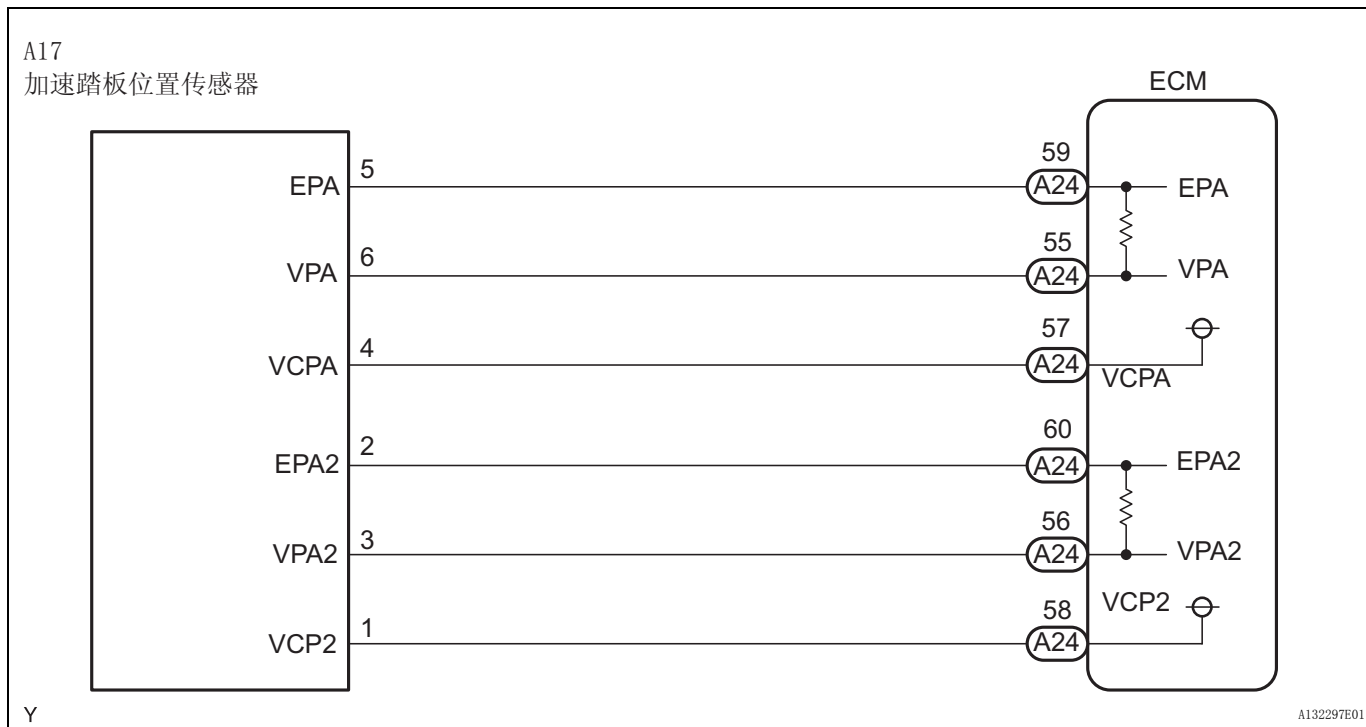 A17
加速踏板位置传感器
ECM
EPA 5 59 A24 EPA
VPA 6 55 A24 VPA
VCPA 4 57 A24 VCPA
EPA2 2 60 A24 EPA2
VPA2 3 56 A24 VPA2
VCP2 1 58 A24 VCP2
Y
A132297E01